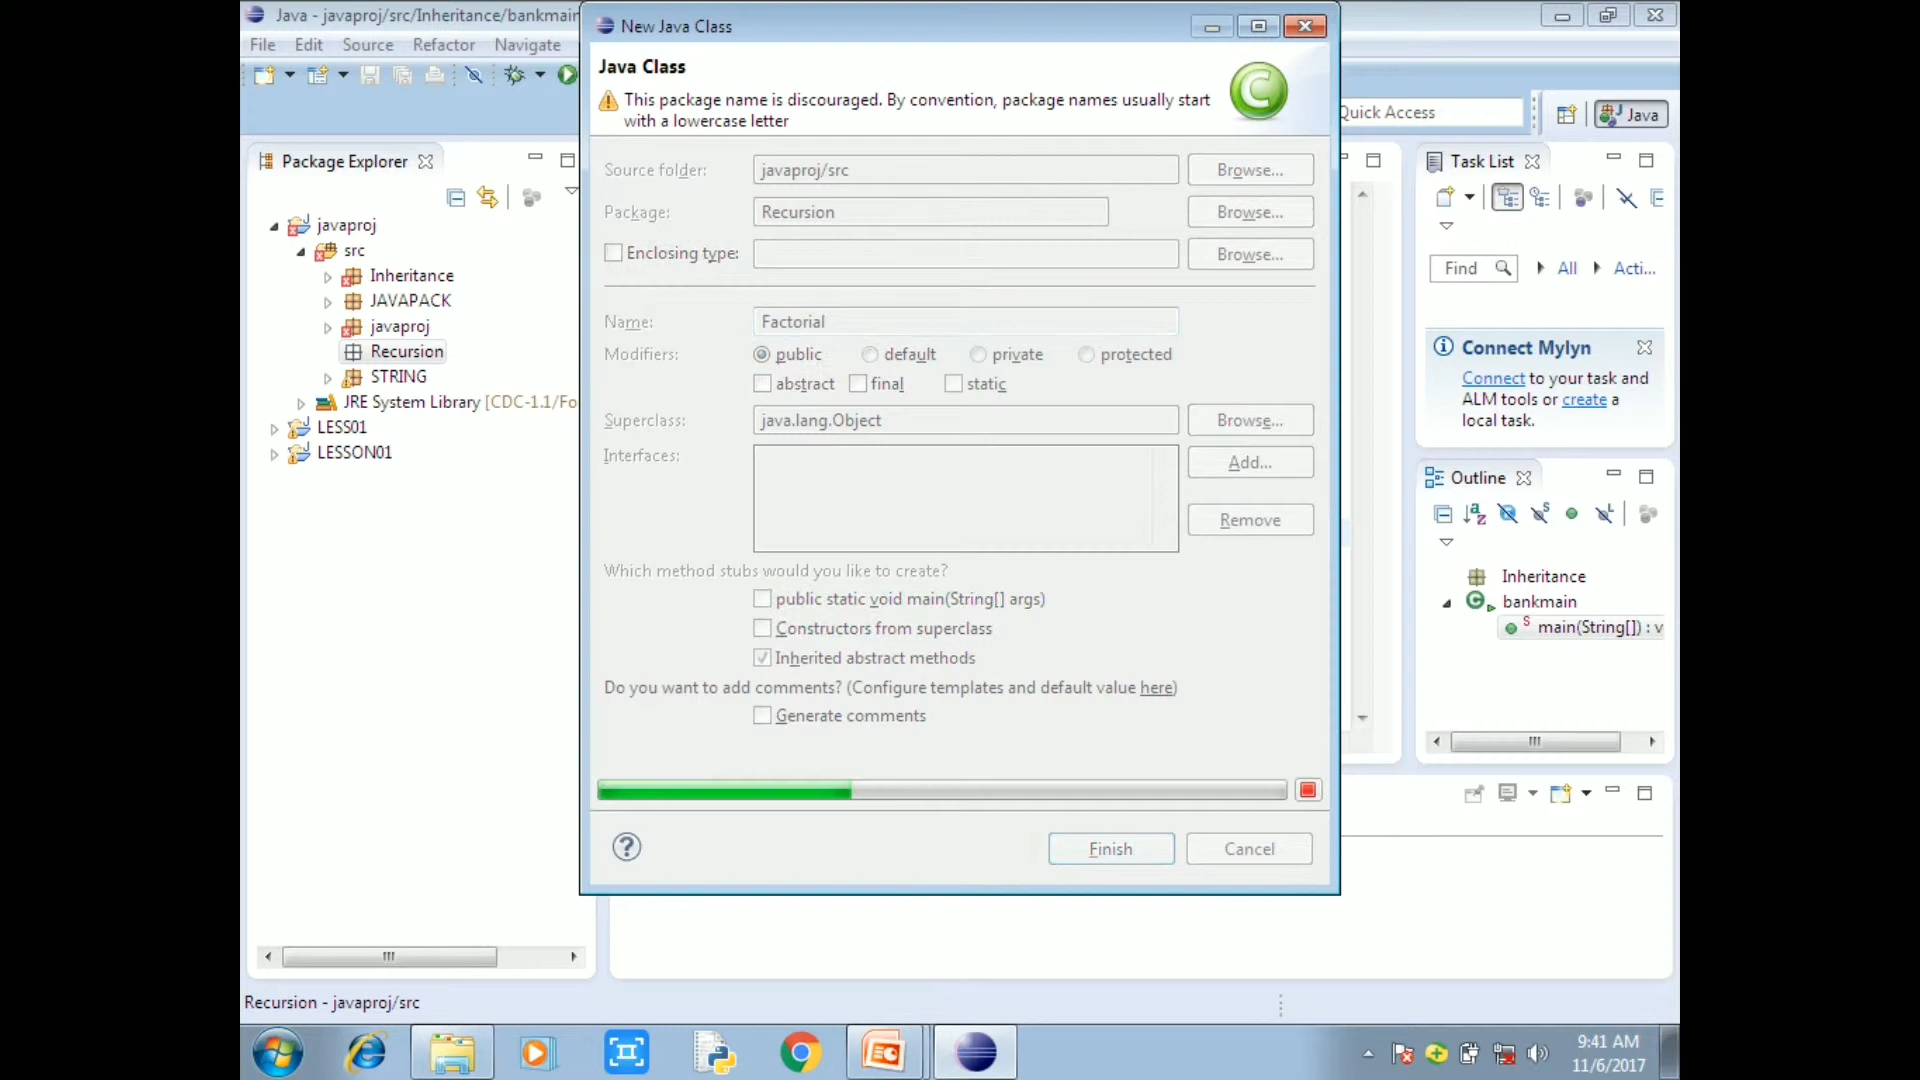 Java - javaproj/src/Inheritance/bankmain
File Edit Source Refactor Navigate
New Java Class
Java Class
This package name is discouraged. By convention, package names usually start
with a lowercase letter
Quick Access
Java
Package Explorer
javaproj
src
Inheritance
JAVAPACK
javaproj
Recursion
STRING
JRE System Library [CDC-1.1/Fo
LESS01
LESSON01
Source folder: javaproj/src Browse...
Package: Recursion Browse...
Enclosing type: Browse...
Name: Factorial
Modifiers: public default private protected
abstract final static
Superclass: java.lang.Object Browse...
Interfaces: Add...
Remove
Which method stubs would you like to create?
public static void main(String[] args)
Constructors from superclass
Inherited abstract methods
Do you want to add comments? (Configure templates and default value here)
Generate comments
Finish Cancel
Task List
Find All Acti...
Connect Mylyn
Connect to your task and
ALM tools or create a
local task.
Outline
Inheritance
bankmain
main(String[]) : v
Recursion - javaproj/src
9:41 AM
11/6/2017